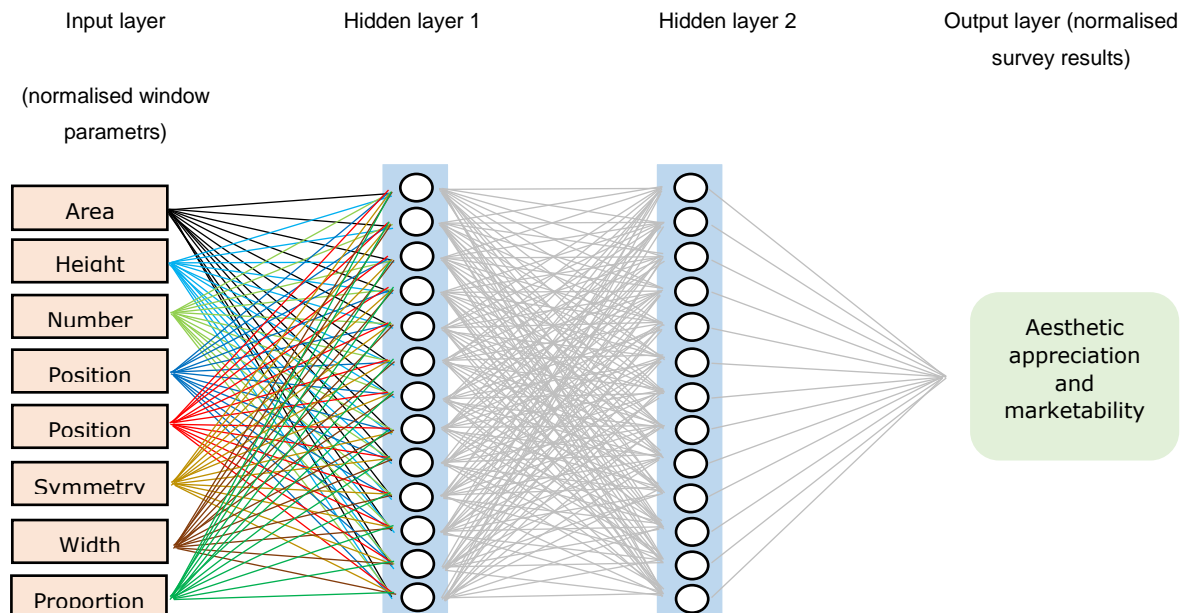 Input layer
(normalised window
parametrs)
Hidden layer 1
Hidden layer 2
Output layer (normalised
survey results)
Area
Height
Number
Position
Position
Symmetry
Width
Proportion
Aesthetic
appreciation
and
marketability